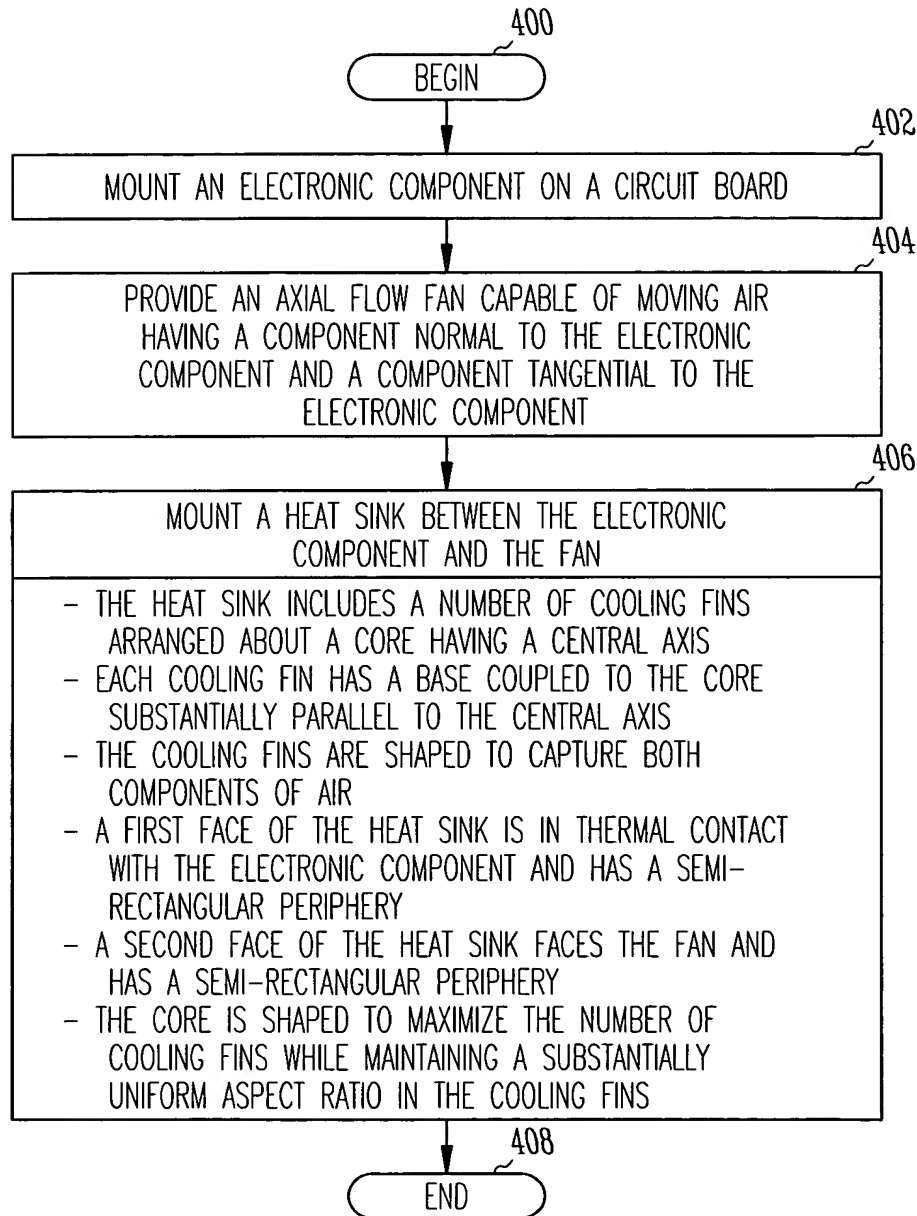 400
BEGIN
402
MOUNT AN ELECTRONIC COMPONENT ON A CIRCUIT BOARD
404
PROVIDE AN AXIAL FLOW FAN CAPABLE OF MOVING AIR
HAVING A COMPONENT NORMAL TO THE ELECTRONIC
COMPONENT AND A COMPONENT TANGENTIAL TO THE
ELECTRONIC COMPONENT
406
MOUNT A HEAT SINK BETWEEN THE ELECTRONIC
COMPONENT AND THE FAN
- THE HEAT SINK INCLUDES A NUMBER OF COOLING FINS
ARRANGED ABOUT A CORE HAVING A CENTRAL AXIS
- EACH COOLING FIN HAS A BASE COUPLED TO THE CORE
SUBSTANTIALLY PARALLEL TO THE CENTRAL AXIS
- THE COOLING FINS ARE SHAPED TO CAPTURE BOTH
COMPONENTS OF AIR
- A FIRST FACE OF THE HEAT SINK IS IN THERMAL CONTACT
WITH THE ELECTRONIC COMPONENT AND HAS A SEMI-
RECTANGULAR PERIPHERY
- A SECOND FACE OF THE HEAT SINK FACES THE FAN AND
HAS A SEMI-RECTANGULAR PERIPHERY
- THE CORE IS SHAPED TO MAXIMIZE THE NUMBER OF
COOLING FINS WHILE MAINTAINING A SUBSTANTIALLY
UNIFORM ASPECT RATIO IN THE COOLING FINS
408
END